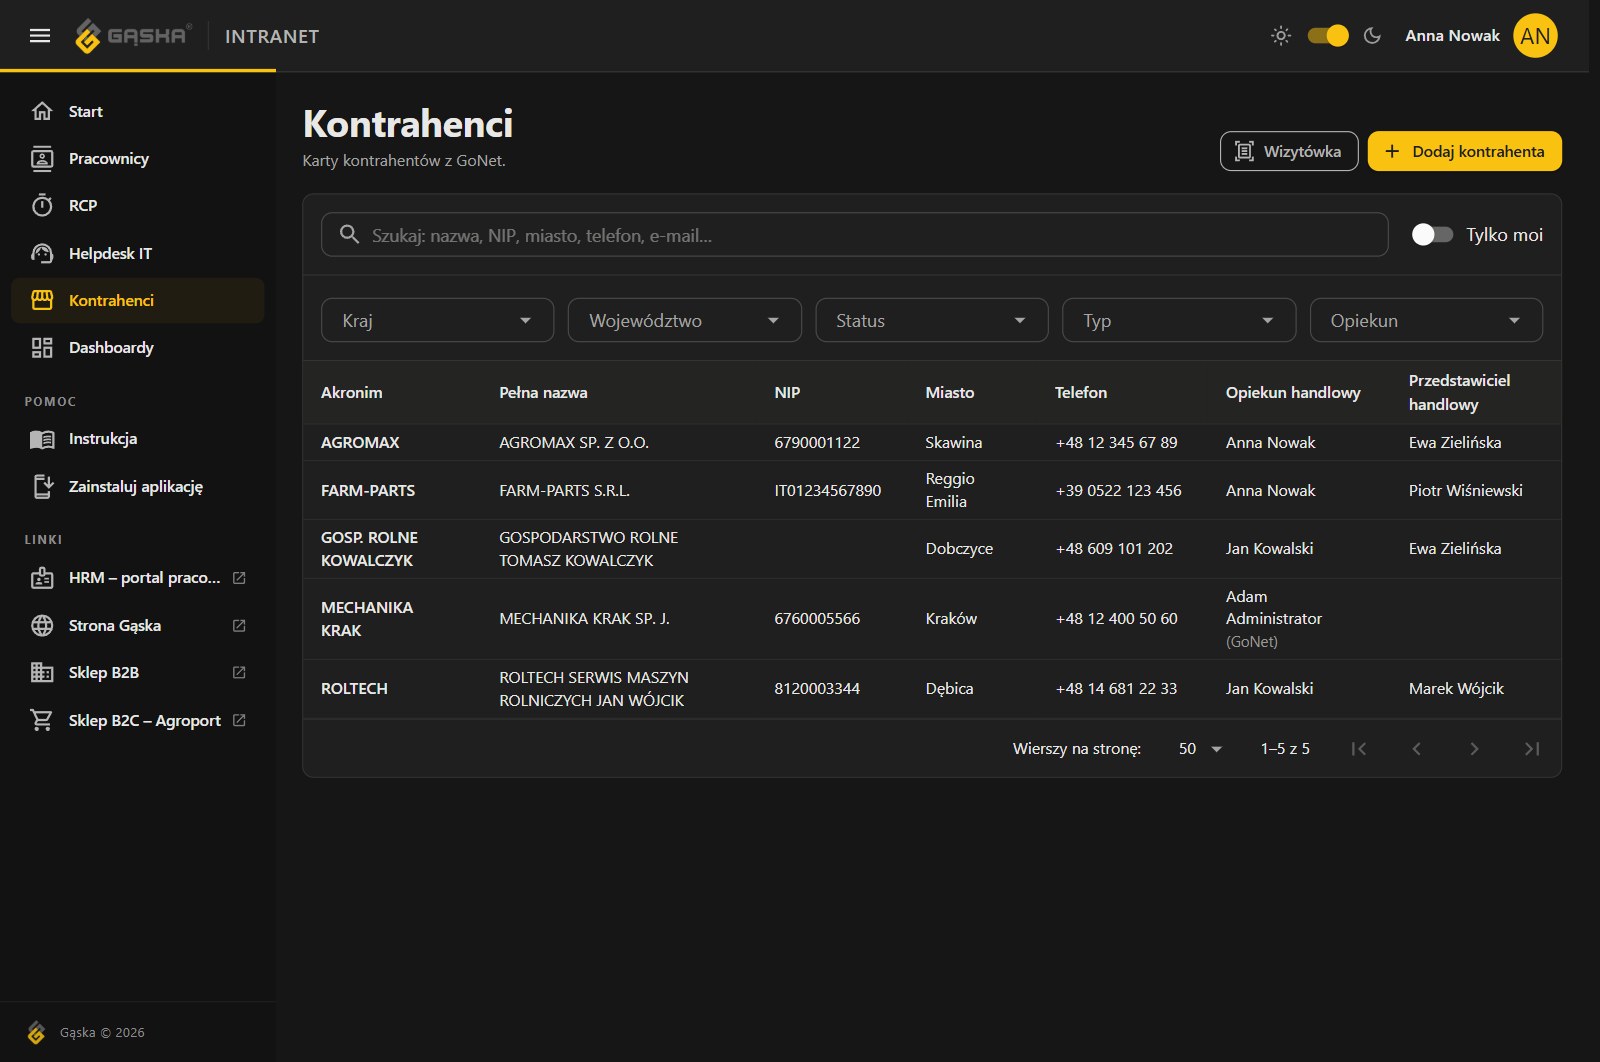 GĄSKA®
INTRANET
Anna Nowak
AN
Start
Pracownicy
RCP
Helpdesk IT
Kontrahenci
Dashboardy
POMOC
Instrukcja
Zainstaluj aplikację
LINKI
HRM – portal praco...
Strona Gąska
Sklep B2B
Sklep B2C – Agroport
Gąska © 2026
Kontrahenci
Karty kontrahentów z GoNet.
Wizytówka
Dodaj kontrahenta
Szukaj: nazwa, NIP, miasto, telefon, e-mail...
Tylko moi
Kraj
Województwo
Status
Typ
Opiekun
Akronim Pełna nazwa NIP Miasto Telefon Opiekun handlowy Przedstawiciel
handlowy
AGROMAX AGROMAX SP. Z O.O. 6790001122 Skawina +48 12 345 67 89 Anna Nowak Ewa Zielińska
FARM-PARTS FARM-PARTS S.R.L. IT01234567890 Reggio
Emilia +39 0522 123 456 Anna Nowak Piotr Wiśniewski
GOSP. ROLNE
KOWALCZYK GOSPODARSTWO ROLNE
TOMASZ KOWALCZYK Dobczyce +48 609 101 202 Jan Kowalski Ewa Zielińska
MECHANIKA
KRAK MECHANIKA KRAK SP. J. 6760005566 Kraków +48 12 400 50 60 Adam
Administrator
(GoNet)
ROLTECH ROLTECH SERWIS MASZYN
ROLNICZYCH JAN WÓJCIK 8120003344 Dębica +48 14 681 22 33 Jan Kowalski Marek Wójcik
Wierszy na stronę: 50 1–5 z 5